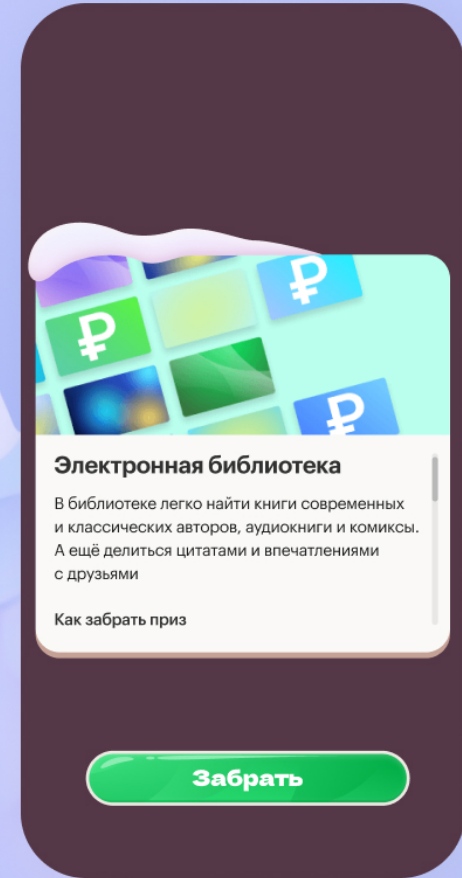 ₽
₽
₽
Электронная библиотека
В библиотеке легко найти книги современных
и классических авторов, аудиокниги и комиксы.
А ещё делиться цитатами и впечатлениями
с друзьями
Как забрать приз
Забрать